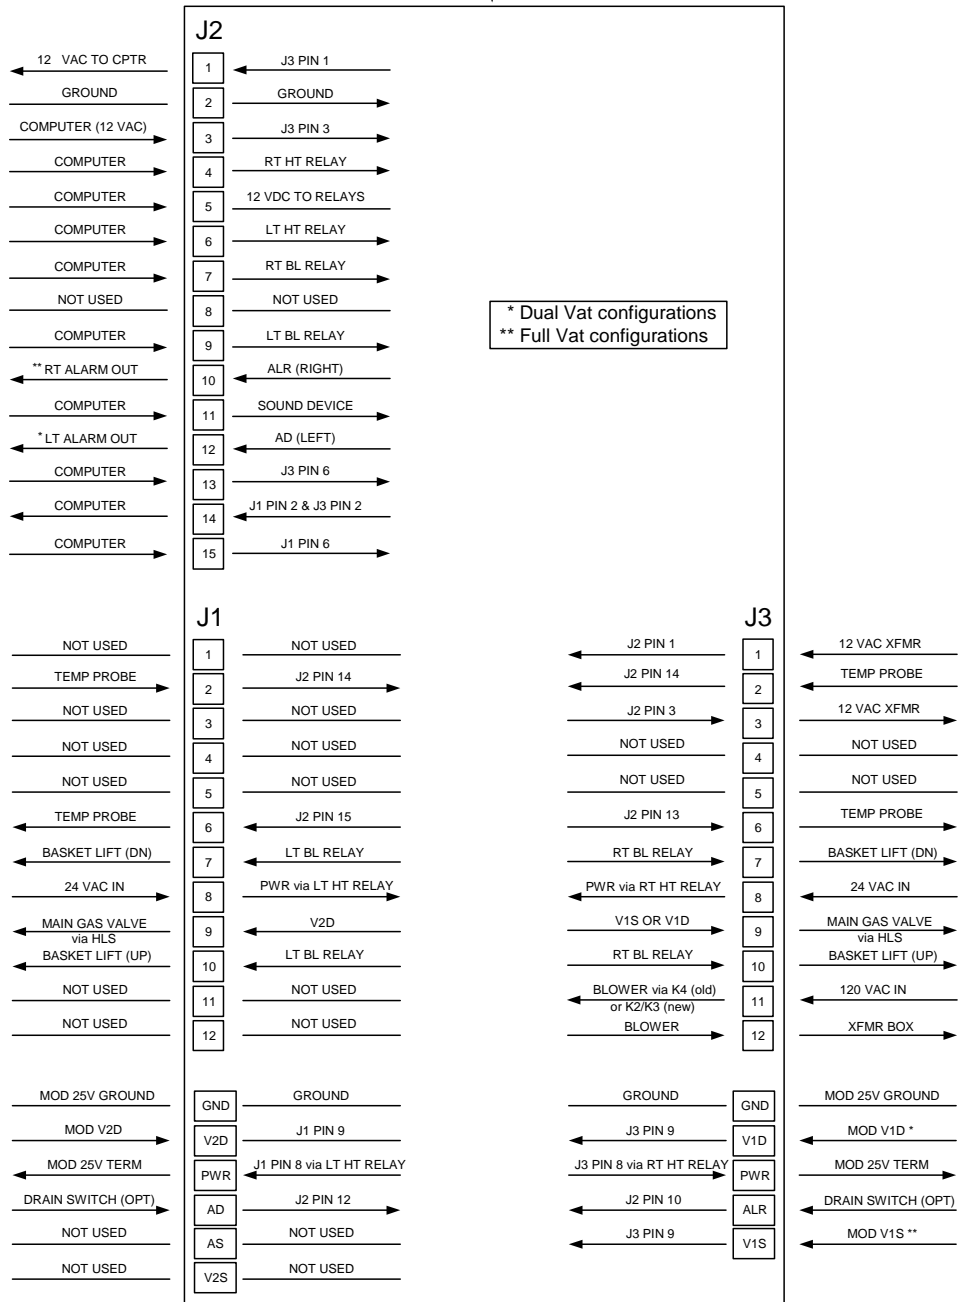 J2
12 VAC TO CPTR 1 J3 PIN 1
GROUND 2 GROUND
COMPUTER (12 VAC) 3 J3 PIN 3
COMPUTER 4 RT HT RELAY
COMPUTER 5 12 VDC TO RELAYS
COMPUTER 6 LT HT RELAY
COMPUTER 7 RT BL RELAY
NOT USED 8 NOT USED
COMPUTER 9 LT BL RELAY
** RT ALARM OUT 10 ALR (RIGHT)
COMPUTER 11 SOUND DEVICE
* LT ALARM OUT 12 AD (LEFT)
COMPUTER 13 J3 PIN 6
COMPUTER 14 J1 PIN 2 & J3 PIN 2
COMPUTER 15 J1 PIN 6
* Dual Vat configurations
** Full Vat configurations
J1
NOT USED 1 NOT USED
TEMP PROBE 2 J2 PIN 14
NOT USED 3 NOT USED
NOT USED 4 NOT USED
NOT USED 5 NOT USED
TEMP PROBE 6 J2 PIN 15
BASKET LIFT (DN) 7 LT BL RELAY
24 VAC IN 8 PWR via LT HT RELAY
MAIN GAS VALVE 9 V2D
via HLS
BASKET LIFT (UP) 10 LT BL RELAY
NOT USED 11 NOT USED
NOT USED 12 NOT USED
MOD 25V GROUND GND GROUND
MOD V2D V2D J1 PIN 9
MOD 25V TERM PWR J1 PIN 8 via LT HT RELAY
DRAIN SWITCH (OPT) AD J2 PIN 12
NOT USED AS NOT USED
NOT USED V2S NOT USED
J3
J2 PIN 1 1 12 VAC XFMR
J2 PIN 14 2 TEMP PROBE
J2 PIN 3 3 12 VAC XFMR
NOT USED 4 NOT USED
NOT USED 5 NOT USED
J2 PIN 13 6 TEMP PROBE
RT BL RELAY 7 BASKET LIFT (DN)
PWR via RT HT RELAY 8 24 VAC IN
V1S OR V1D 9 MAIN GAS VALVE
via HLS
RT BL RELAY 10 BASKET LIFT (UP)
BLOWER via K4 (old) 11 120 VAC IN
or K2/K3 (new)
BLOWER 12 XFMR BOX
GROUND GND MOD 25V GROUND
J3 PIN 9 V1D MOD V1D *
J3 PIN 8 via RT HT RELAY PWR MOD 25V TERM
J2 PIN 10 ALR DRAIN SWITCH (OPT)
J3 PIN 9 V1S MOD V1S **